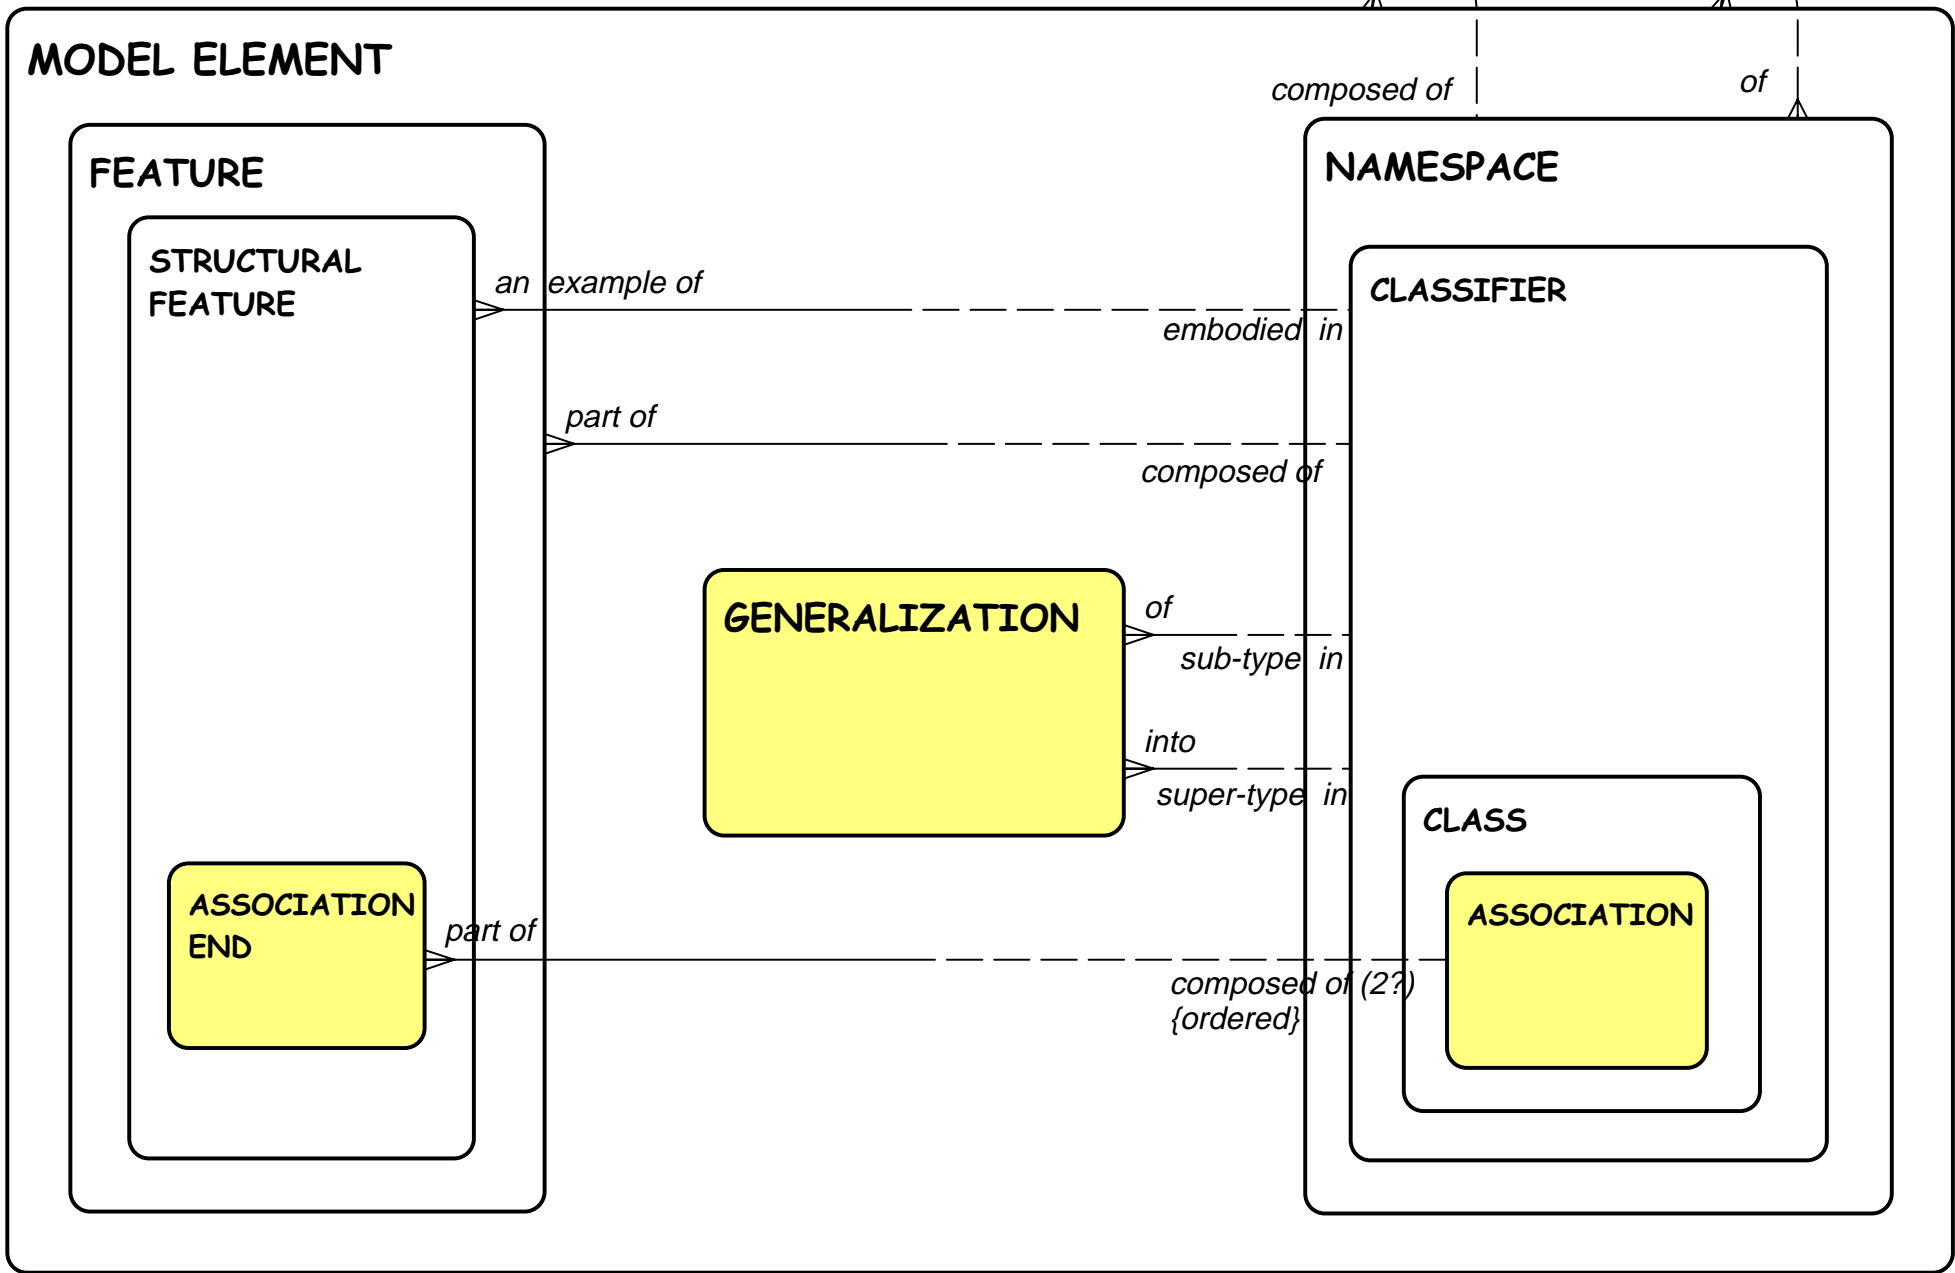 MODEL ELEMENT
composed of
of
FEATURE
NAMESPACE
STRUCTURAL
FEATURE
an example of
embodied in
CLASSIFIER
part of
composed of
GENERALIZATION
of
sub-type in
into
super-type in
CLASS
ASSOCIATION
END
part of
ASSOCIATION
composed of (2?)
{ordered}